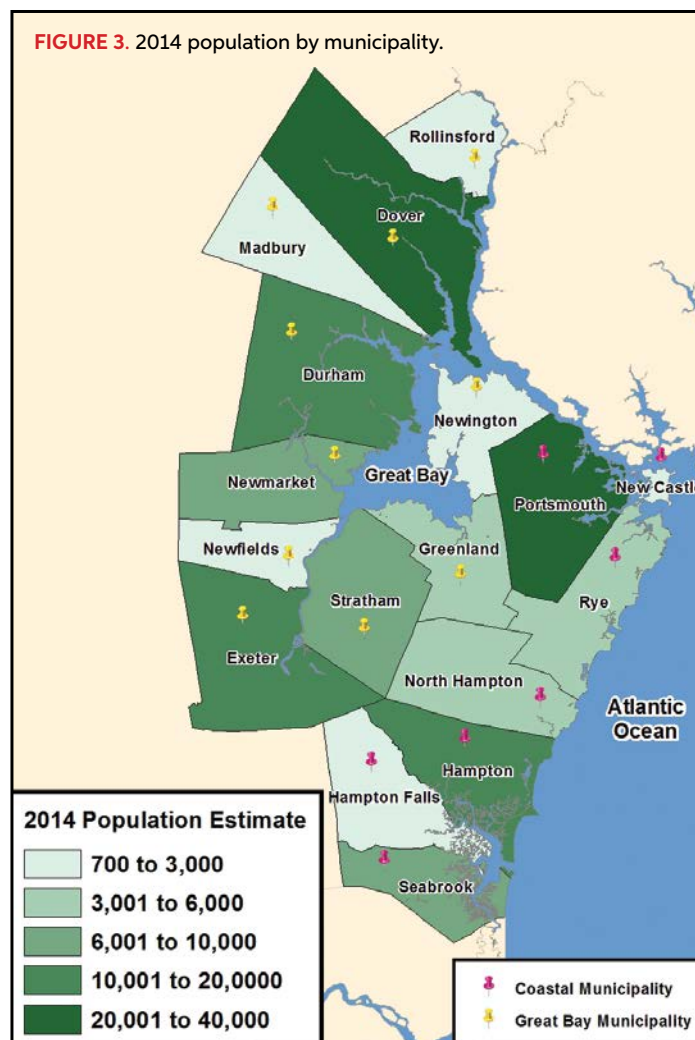 FIGURE 3. 2014 population by municipality.
Rollinsford
Dover
Madbury
Durham
Newington
Newmarket
Great Bay
Portsmouth
New Castle
Newfields
Greenland
Stratham
Rye
Exeter
North Hampton
Atlantic
Ocean
Hampton
Hampton Falls
Seabrook
2014 Population Estimate
700 to 3,000
3,001 to 6,000
6,001 to 10,000
10,001 to 20,0000
20,001 to 40,000
Coastal Municipality
Great Bay Municipality